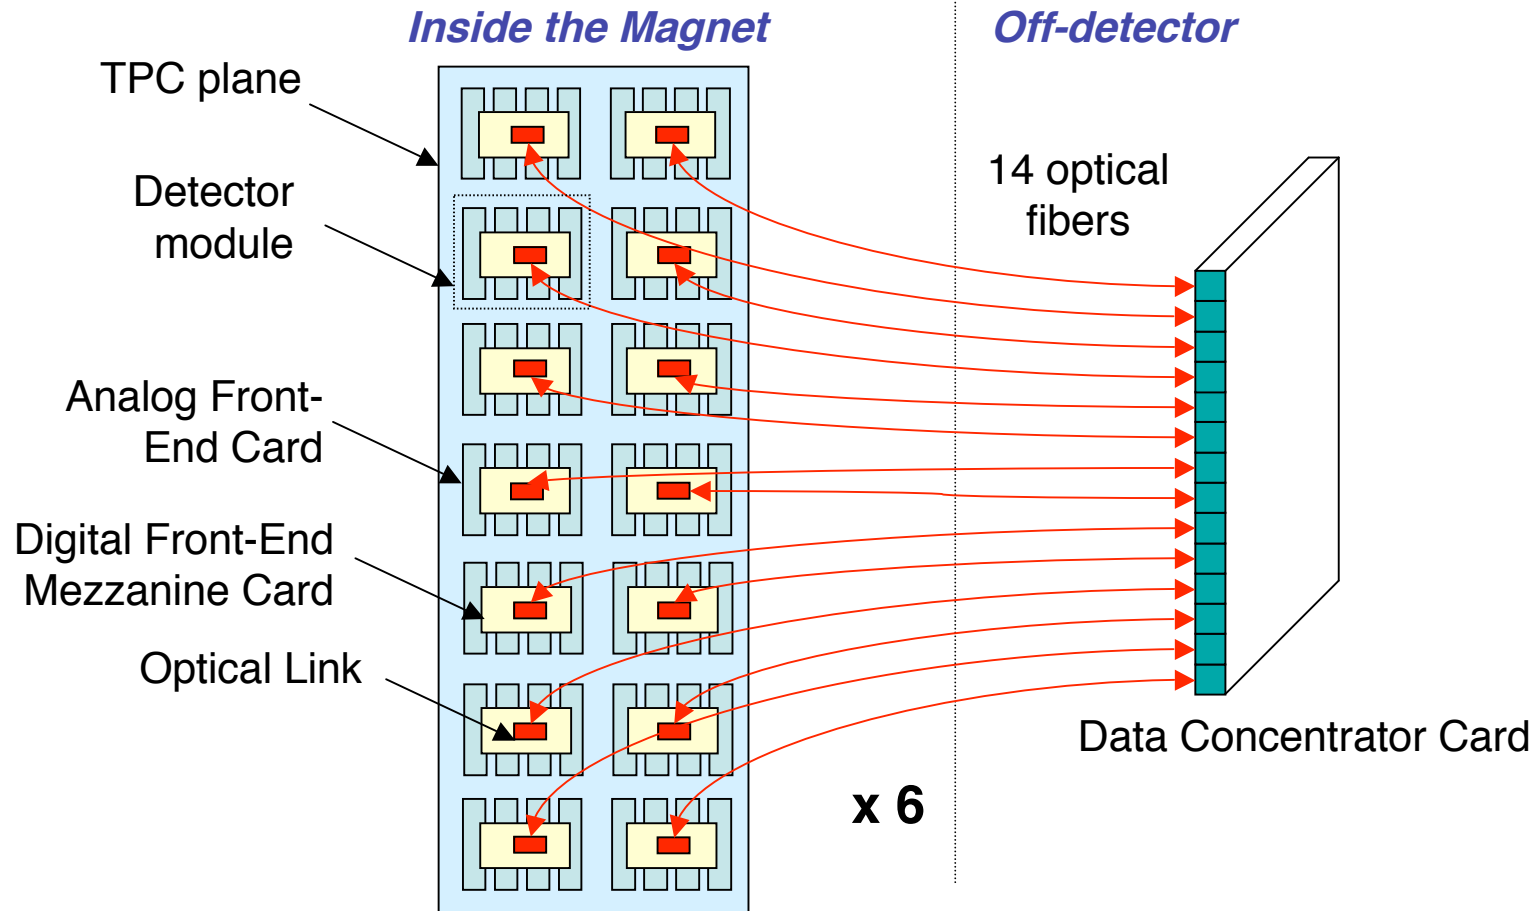 Inside the Magnet
Off-detector
TPC plane
Detector
module
14 optical
fibers
Analog Front-
End Card
Digital Front-End
Mezzanine Card
Optical Link
Data Concentrator Card
x 6